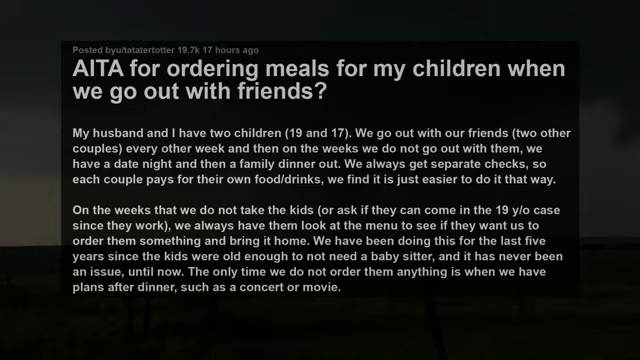 Posted byu/tatatertotter 19.7k 17 hours ago
AITA for ordering meals for my children when
we go out with friends?
My husband and I have two children (19 and 17). We go out with our friends (two other
couples) every other week and then on the weeks we do not go out with them, we
have a date night and then a family dinner out. We always get separate checks, so
each couple pays for their own food/drinks, we find it is just easier to do it that way.
On the weeks that we do not take the kids (or ask if they can come in the 19 y/o case
since they work), we always have them look at the menu to see if they want us to
order them something and bring it home. We have been doing this for the last five
years since the kids were old enough to not need a baby sitter, and it has never been
an issue, until now. The only time we do not order them anything is when we have
plans after dinner, such as a concert or movie.